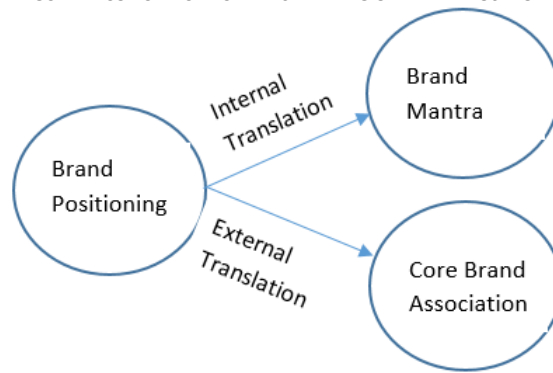 Brand
Mantra
Internal
Translation
Brand
Positioning
External
Translation
Core Brand
Association